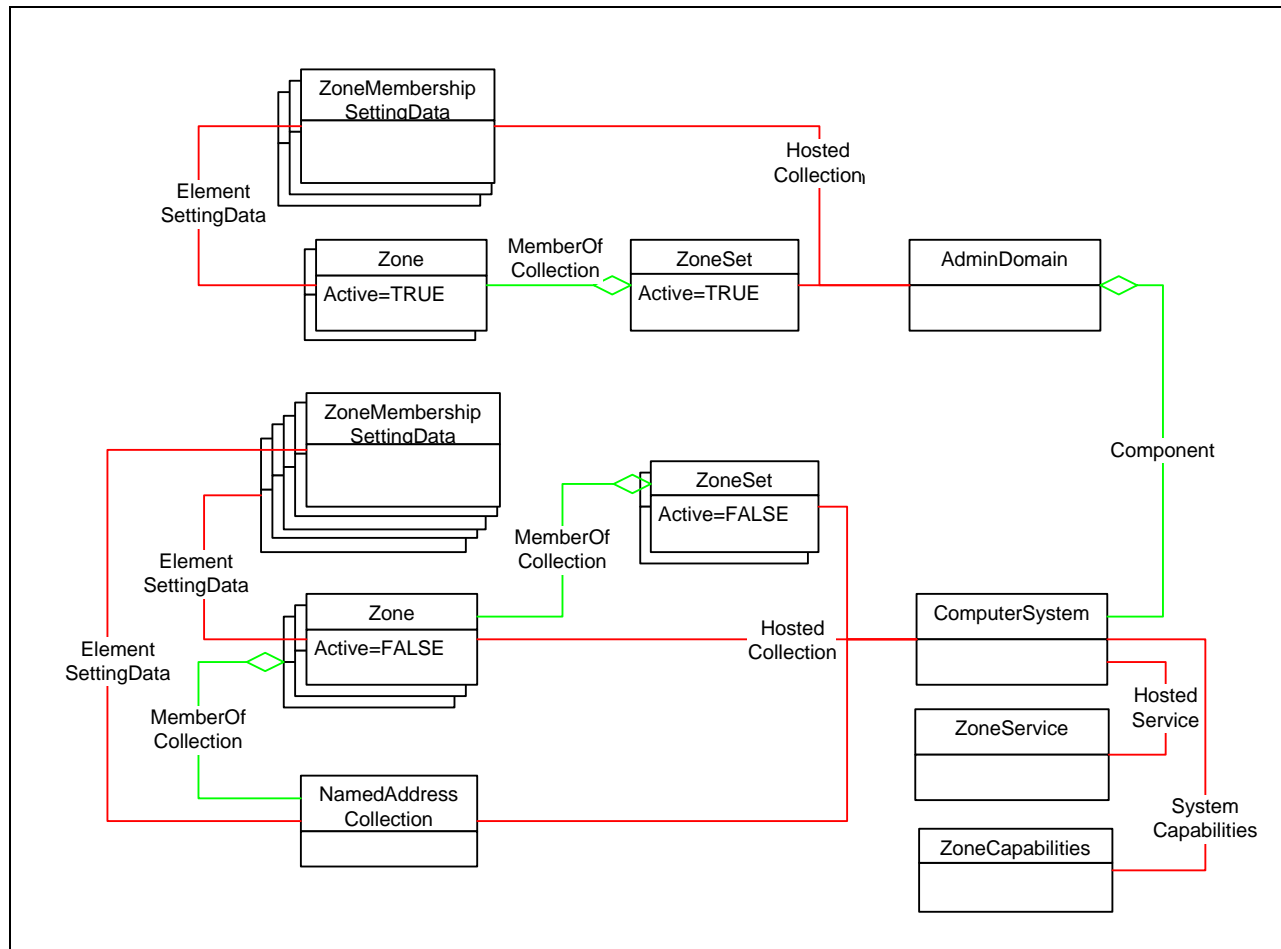 ZoneMembership
SettingData
Hosted
Collection
Element
SettingData
Zone
Active=TRUE
MemberOf
Collection
ZoneSet
Active=TRUE
AdminDomain
ZoneMembership
SettingData
Component
ZoneSet
Active=FALSE
MemberOf
Collection
Element
SettingData
Zone
Active=FALSE
Hosted
Collection
ComputerSystem
Element
SettingData
Hosted
Service
MemberOf
Collection
ZoneService
NamedAddress
Collection
System
Capabilities
ZoneCapabilities